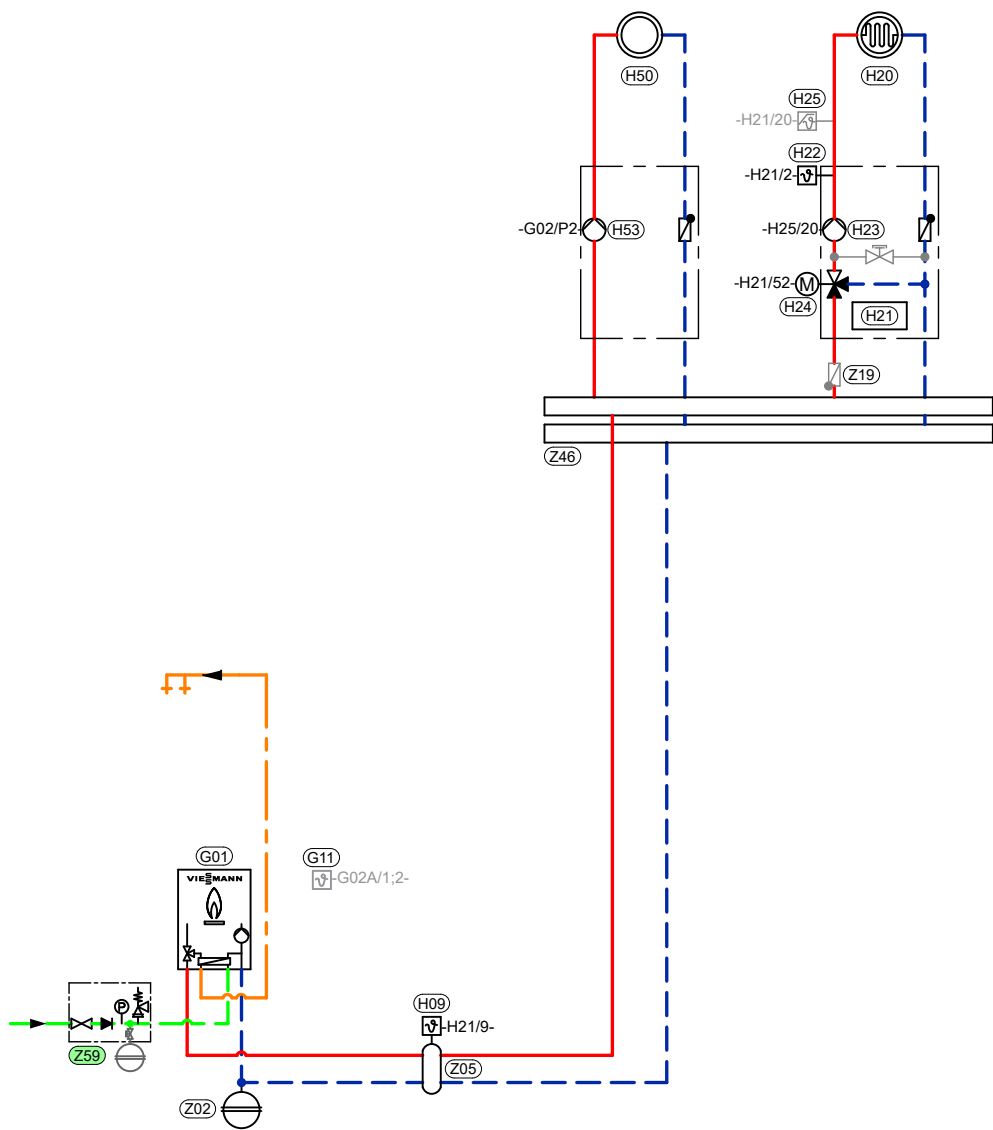 H50
H20
H25
-H21/20-
H22
-H21/2-
-G02/P2-
H53
-H25/20-
H23
-H21/52-
M
H24
H21
Z19
Z46
G01
G11
VIESMANN
-G02A/1;2-
H09
P
-H21/9-
Z59
Z05
Z02